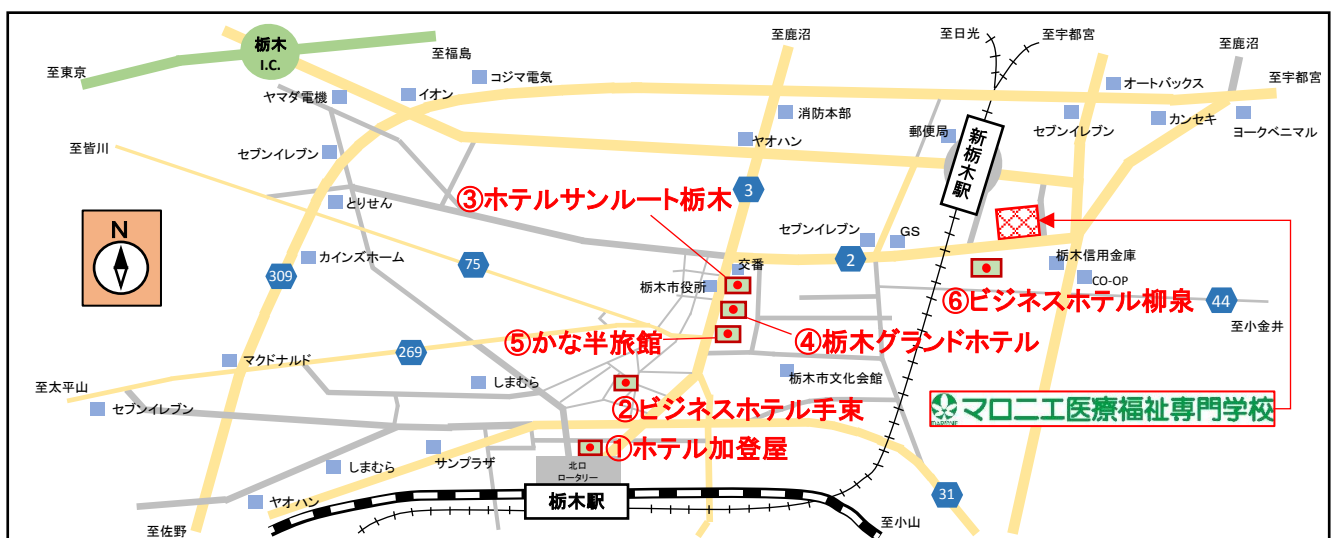 栃木
I.C.
至福島
至東京
コジマ電気
ヤマダ電機
イオン
至鹿沼
至日光
至宇都宮
至鹿沼
至宇都宮
オートバックス
消防本部
郵便局
セブンイレブン
カンセキ
ヨークベニマル
ヤオハン
セブンイレブン
至皆川
新栃木駅
3
③ホテルサンルート栃木
とりせん
N
カインズホーム
75
309
セブンイレブン
GS
2
交番
栃木市役所
栃木信用金庫
CO-OP
⑥ビジネスホテル柳泉
44
至小金井
④栃木グランドホテル
⑤かな半旅館
269
マクドナルド
しまむら
栃木市文化会館
至太平山
セブンイレブン
②ビジネスホテル手束
マロニエ医療福祉専門学校
①ホテル加登屋
サンプラザ
しまむら
北口
ロータリー
栃木駅
ヤオハン
31
至佐野
至小山